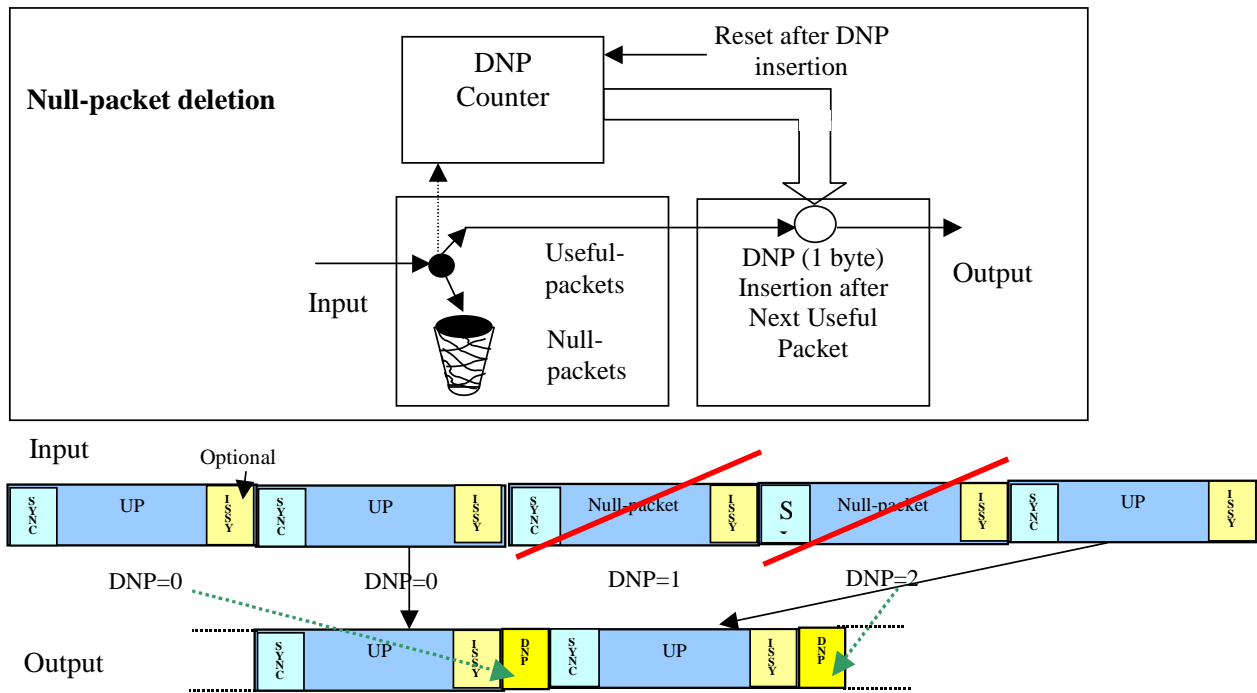 Null-packet deletion
DNP
Counter
Reset after DNP
insertion
Input
Useful-
packets
Null-
packets
DNP (1 byte)
Insertion after
Next Useful
Packet
Output
Input
Optional
SYNC
UP
ISSY
SYNC
UP
ISSY
SYNC
Null-packet
ISSY
S
Null-packet
ISSY
SYNC
UP
ISSY
DNP=0
DNP=0
DNP=1
DNP=2
Output
SYNC
UP
ISSY
DNP
SYNC
UP
ISSY
DNP